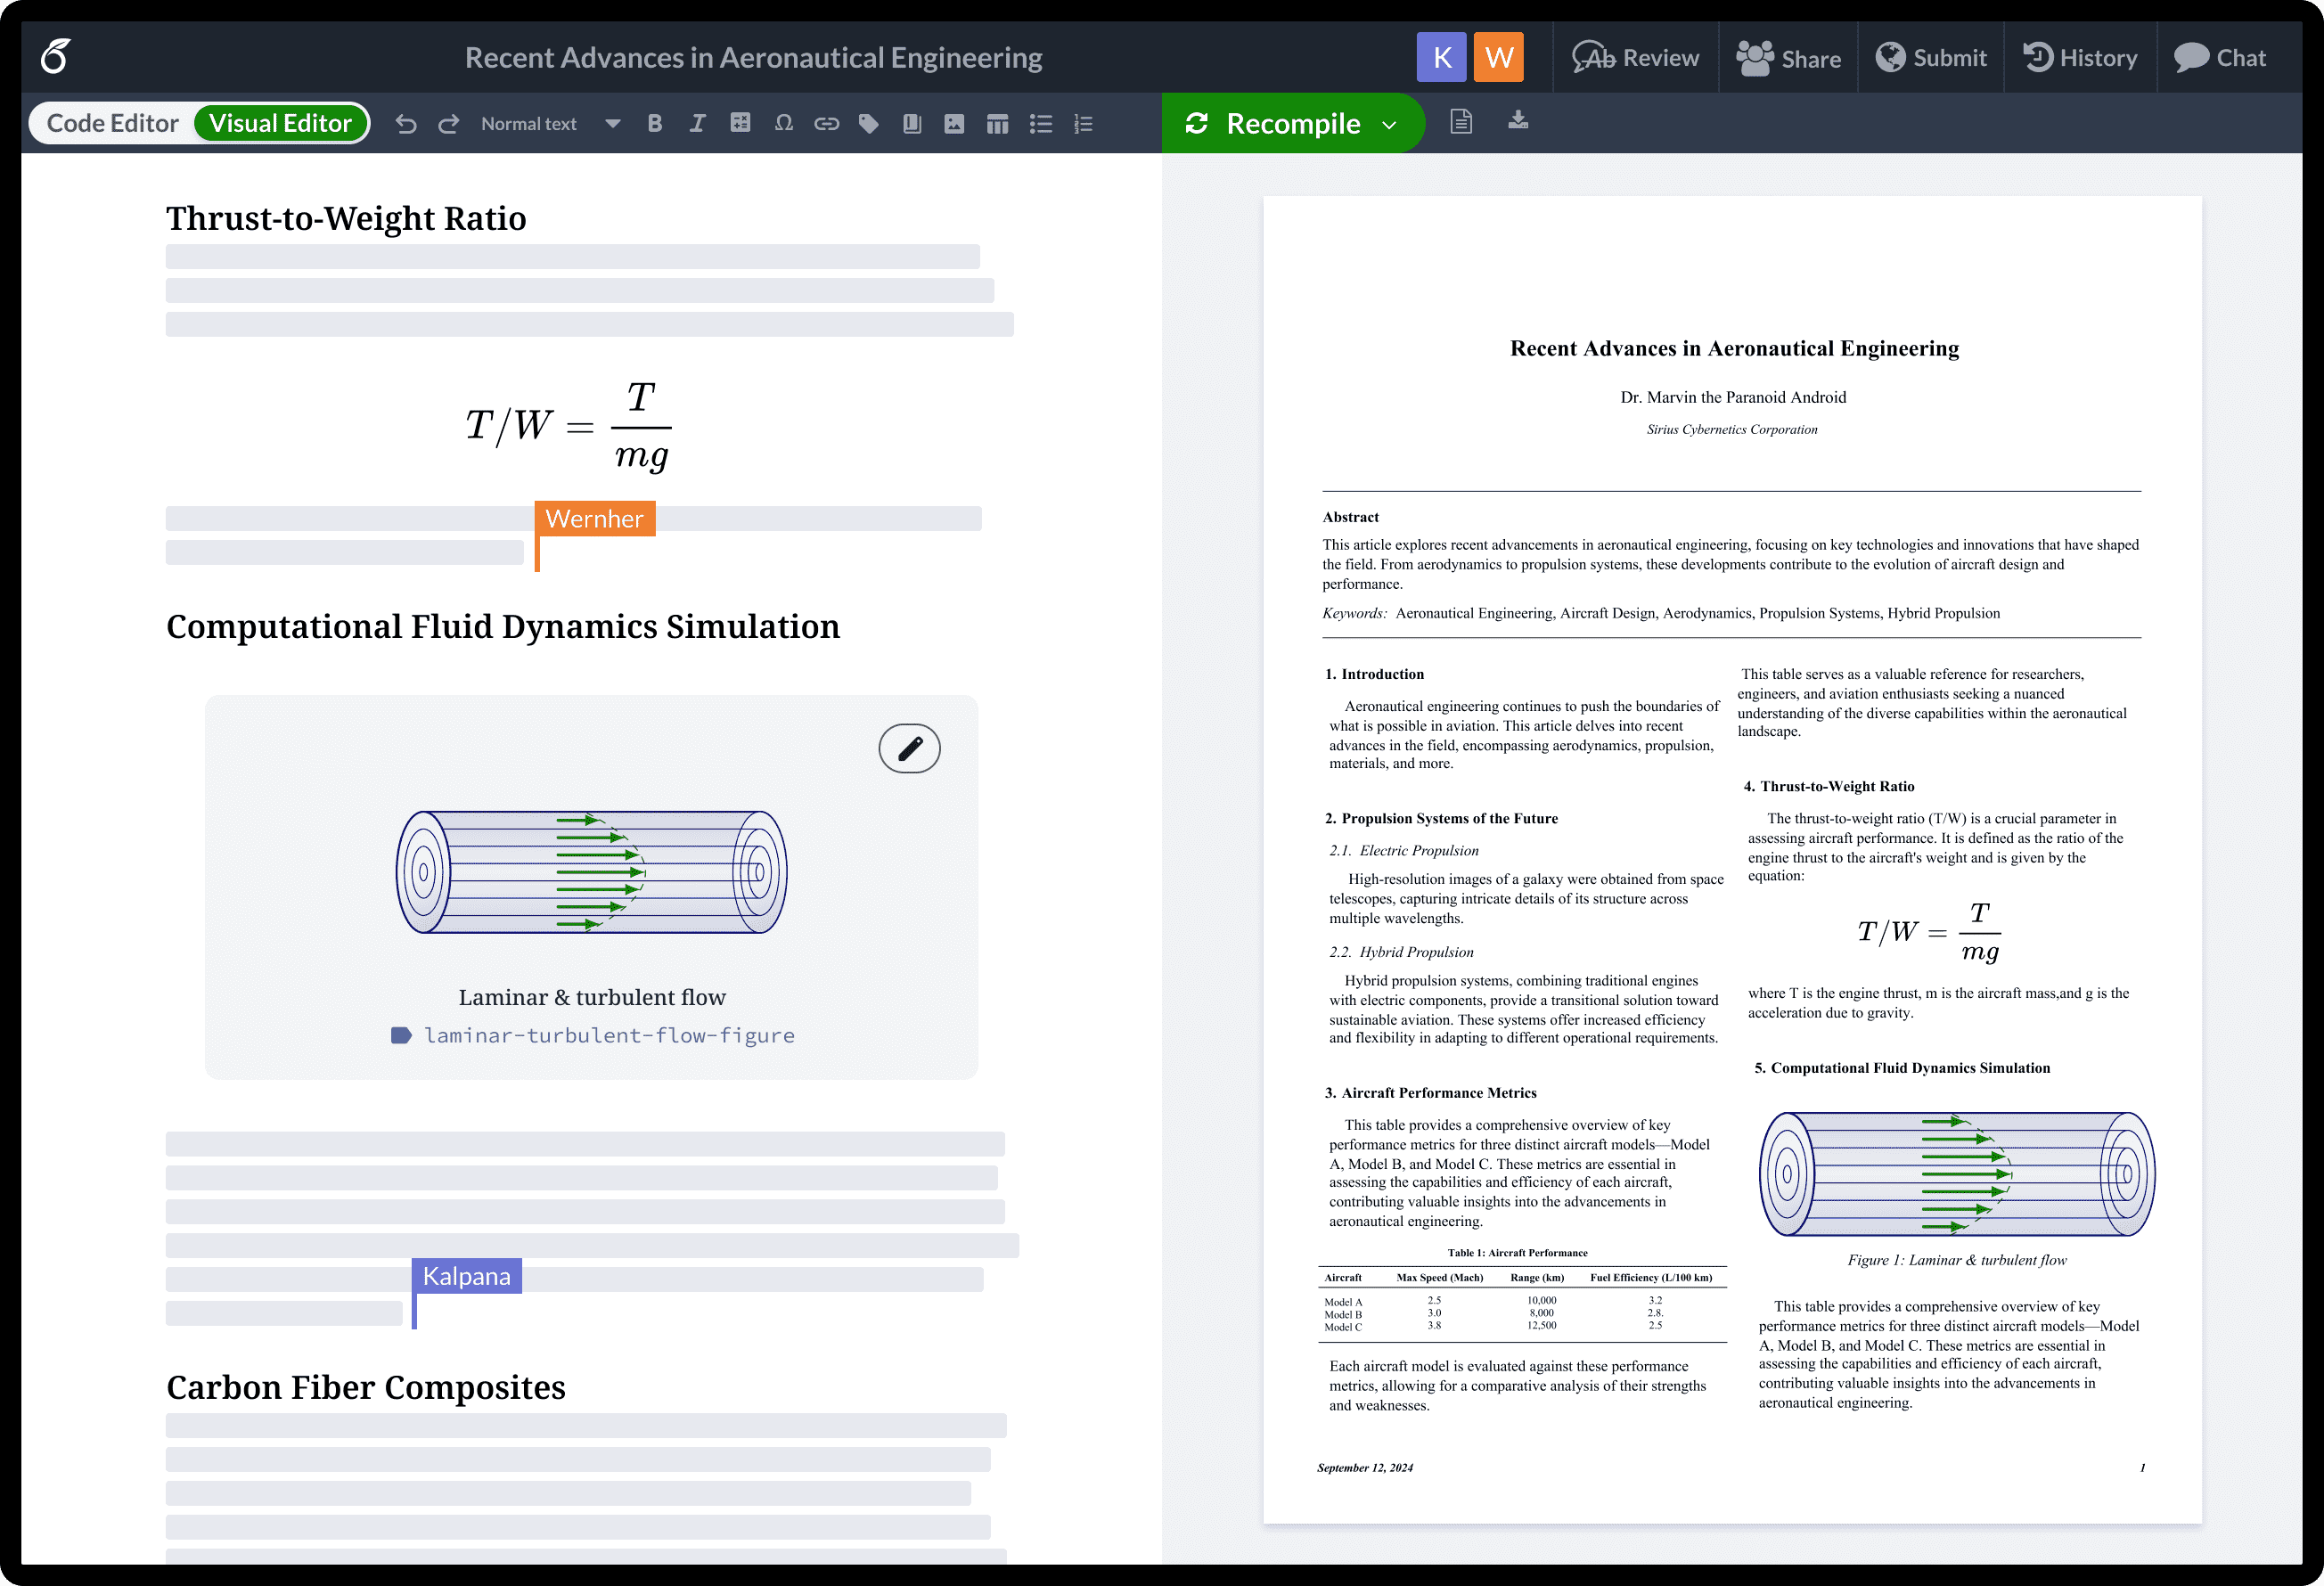 Recent Advances in Aeronautical Engineering
K
W
Ab Review
Share
Submit
History
Chat
Code Editor
Visual Editor
Normal text
B
I
Ω
Recompile
Thrust-to-Weight Ratio
T/W = T/mg
Wernher
Computational Fluid Dynamics Simulation
Laminar & turbulent flow
laminar-turbulent-flow-figure
Kalpana
Carbon Fiber Composites
Recent Advances in Aeronautical Engineering
Dr. Marvin the Paranoid Android
Sirius Cybernetics Corporation
Abstract
This article explores recent advancements in aeronautical engineering, focusing on key technologies and innovations that have shaped
the field. From aerodynamics to propulsion systems, these developments contribute to the evolution of aircraft design and
performance.
Keywords: Aeronautical Engineering, Aircraft Design, Aerodynamics, Propulsion Systems, Hybrid Propulsion
1. Introduction
Aeronautical engineering continues to push the boundaries of
what is possible in aviation. This article delves into recent
advances in the field, encompassing aerodynamics, propulsion,
materials, and more.
2. Propulsion Systems of the Future
2.1. Electric Propulsion
High-resolution images of a galaxy were obtained from space
telescopes, capturing intricate details of its structure across
multiple wavelengths.
2.2. Hybrid Propulsion
Hybrid propulsion systems, combining traditional engines
with electric components, provide a transitional solution toward
sustainable aviation. These systems offer increased efficiency
and flexibility in adapting to different operational requirements.
3. Aircraft Performance Metrics
This table provides a comprehensive overview of key
performance metrics for three distinct aircraft models—Model
A, Model B, and Model C. These metrics are essential in
assessing the capabilities and efficiency of each aircraft,
contributing valuable insights into the advancements in
aeronautical engineering.
Table 1: Aircraft Performance
Aircraft Max Speed (Mach) Range (km) Fuel Efficiency (L/100 km)
Model A 2.5 10,000 3.2
Model B 3.0 8,000 2.8.
Model C 3.8 12,500 2.5
Each aircraft model is evaluated against these performance
metrics, allowing for a comparative analysis of their strengths
and weaknesses.
This table serves as a valuable reference for researchers,
engineers, and aviation enthusiasts seeking a nuanced
understanding of the diverse capabilities within the aeronautical
landscape.
4. Thrust-to-Weight Ratio
The thrust-to-weight ratio (T/W) is a crucial parameter in
assessing aircraft performance. It is defined as the ratio of the
engine thrust to the aircraft's weight and is given by the
equation:
T/W = T/mg
where T is the engine thrust, m is the aircraft mass,and g is the
acceleration due to gravity.
5. Computational Fluid Dynamics Simulation
Figure 1: Laminar & turbulent flow
This table provides a comprehensive overview of key
performance metrics for three distinct aircraft models—Model
A, Model B, and Model C. These metrics are essential in
assessing the capabilities and efficiency of each aircraft,
contributing valuable insights into the advancements in
aeronautical engineering.
September 12, 2024
1